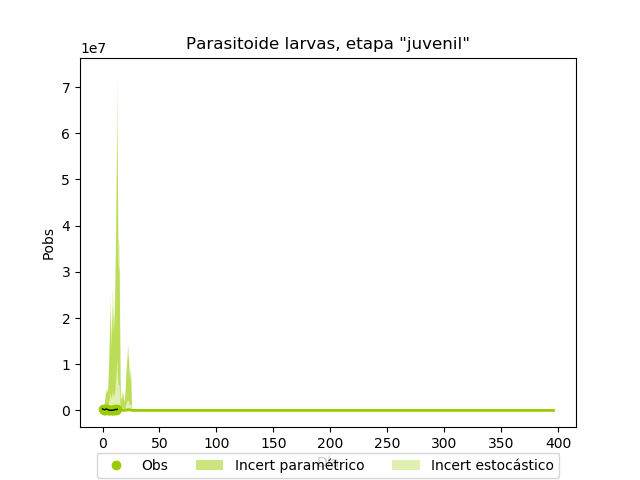 Parasitoide larvas, etapa "juvenil"
1e7
7
6
5
4
3
2
1
0
Pobs
0 50 100 150 200 250 300 350 400
Día
Obs Incert paramétrico Incert estocástico